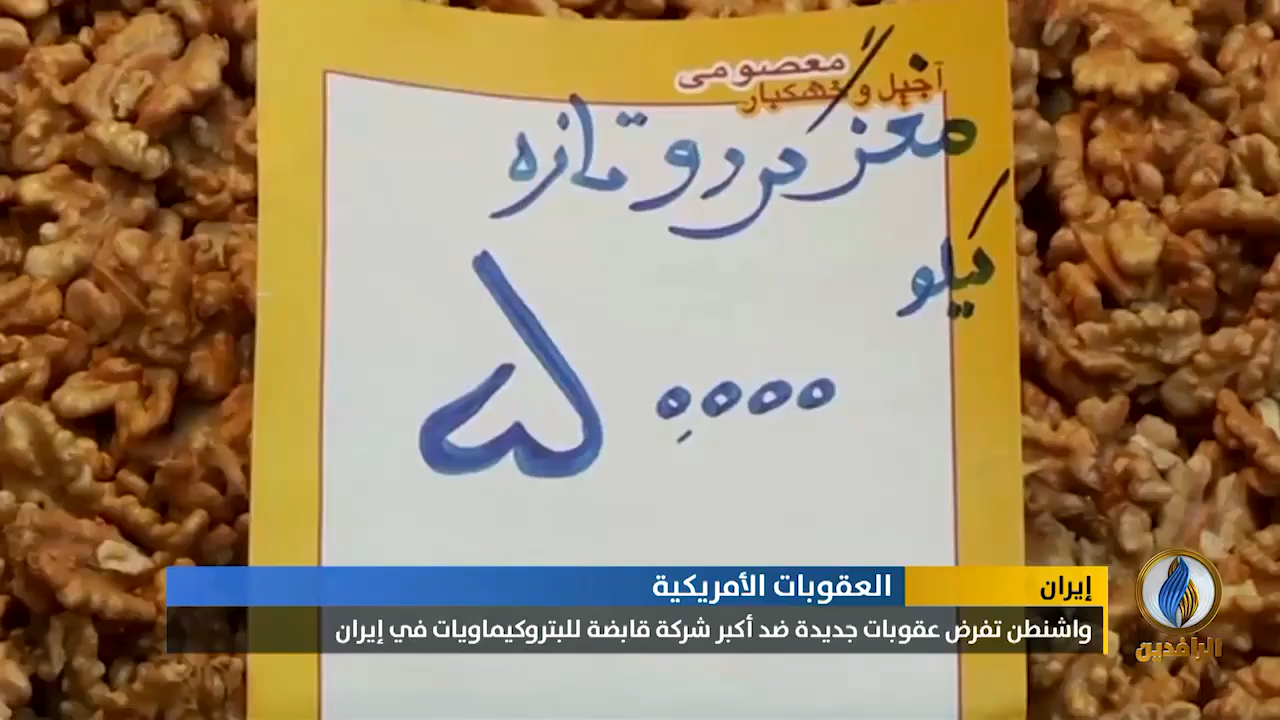 معصومی
آجیل و خشکبار
مغز گردو تازه
کیلو
۵۰۰۰۰
إيران
العقوبات الأمريكية
واشنطن تفرض عقوبات جديدة ضد أكبر شركة قابضة للبتروكيماويات في إيران
الرافدين